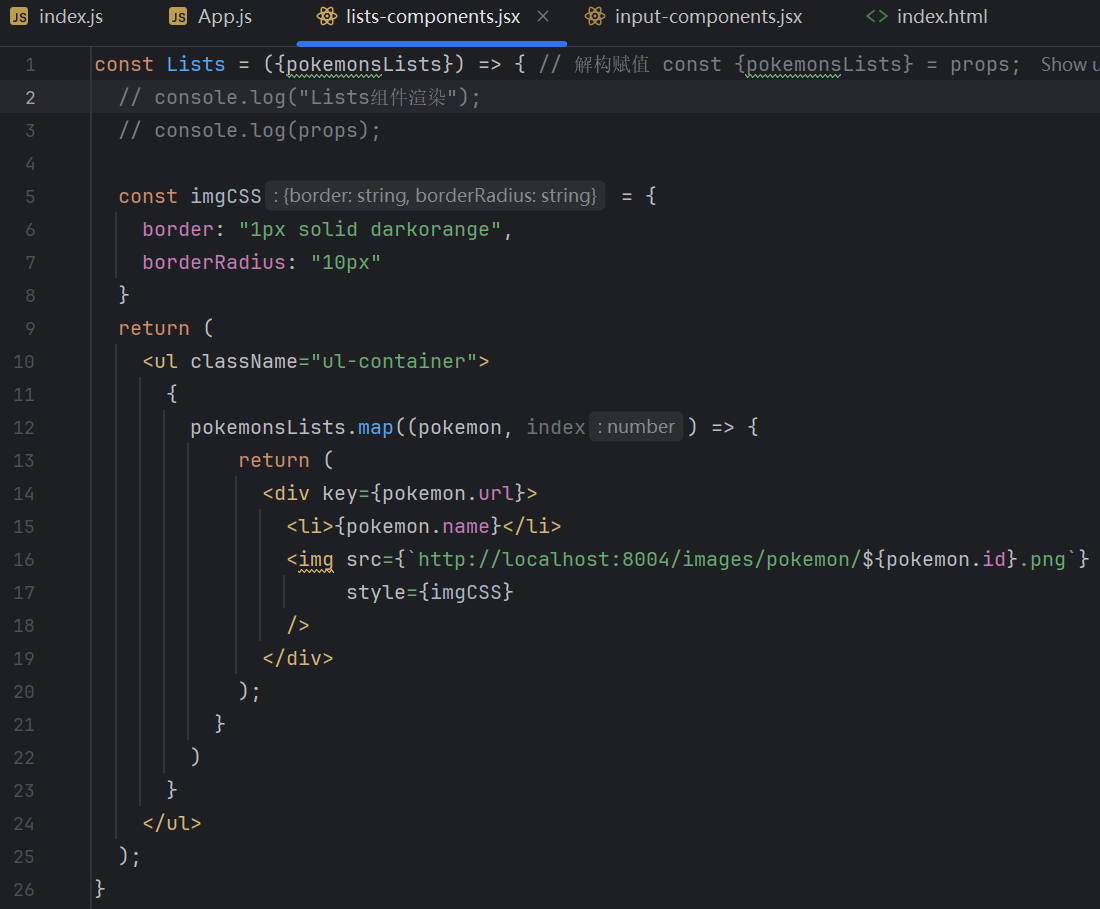 JS index.js JS App.js lists-components.jsx × input-components.jsx <> index.html
1 const Lists = ({pokemonsLists}) => { // 解构赋值 const {pokemonsLists} = props; Show u
2 // console.log("Lists组件渲染");
3 // console.log(props);
4
5 const imgCSS : {border: string, borderRadius: string} = {
6 border: "1px solid darkorange",
7 borderRadius: "10px"
8 }
9 return (
10 <ul className="ul-container">
11 {
12 pokemonsLists.map((pokemon, index : number ) => {
13 return (
14 <div key={pokemon.url}>
15 <li>{pokemon.name}</li>
16 <img src={`http://localhost:8004/images/pokemon/${pokemon.id}.png`}
17 style={imgCSS}
18 />
19 </div>
20 );
21 }
22 )
23 }
24 </ul>
25 );
26 }